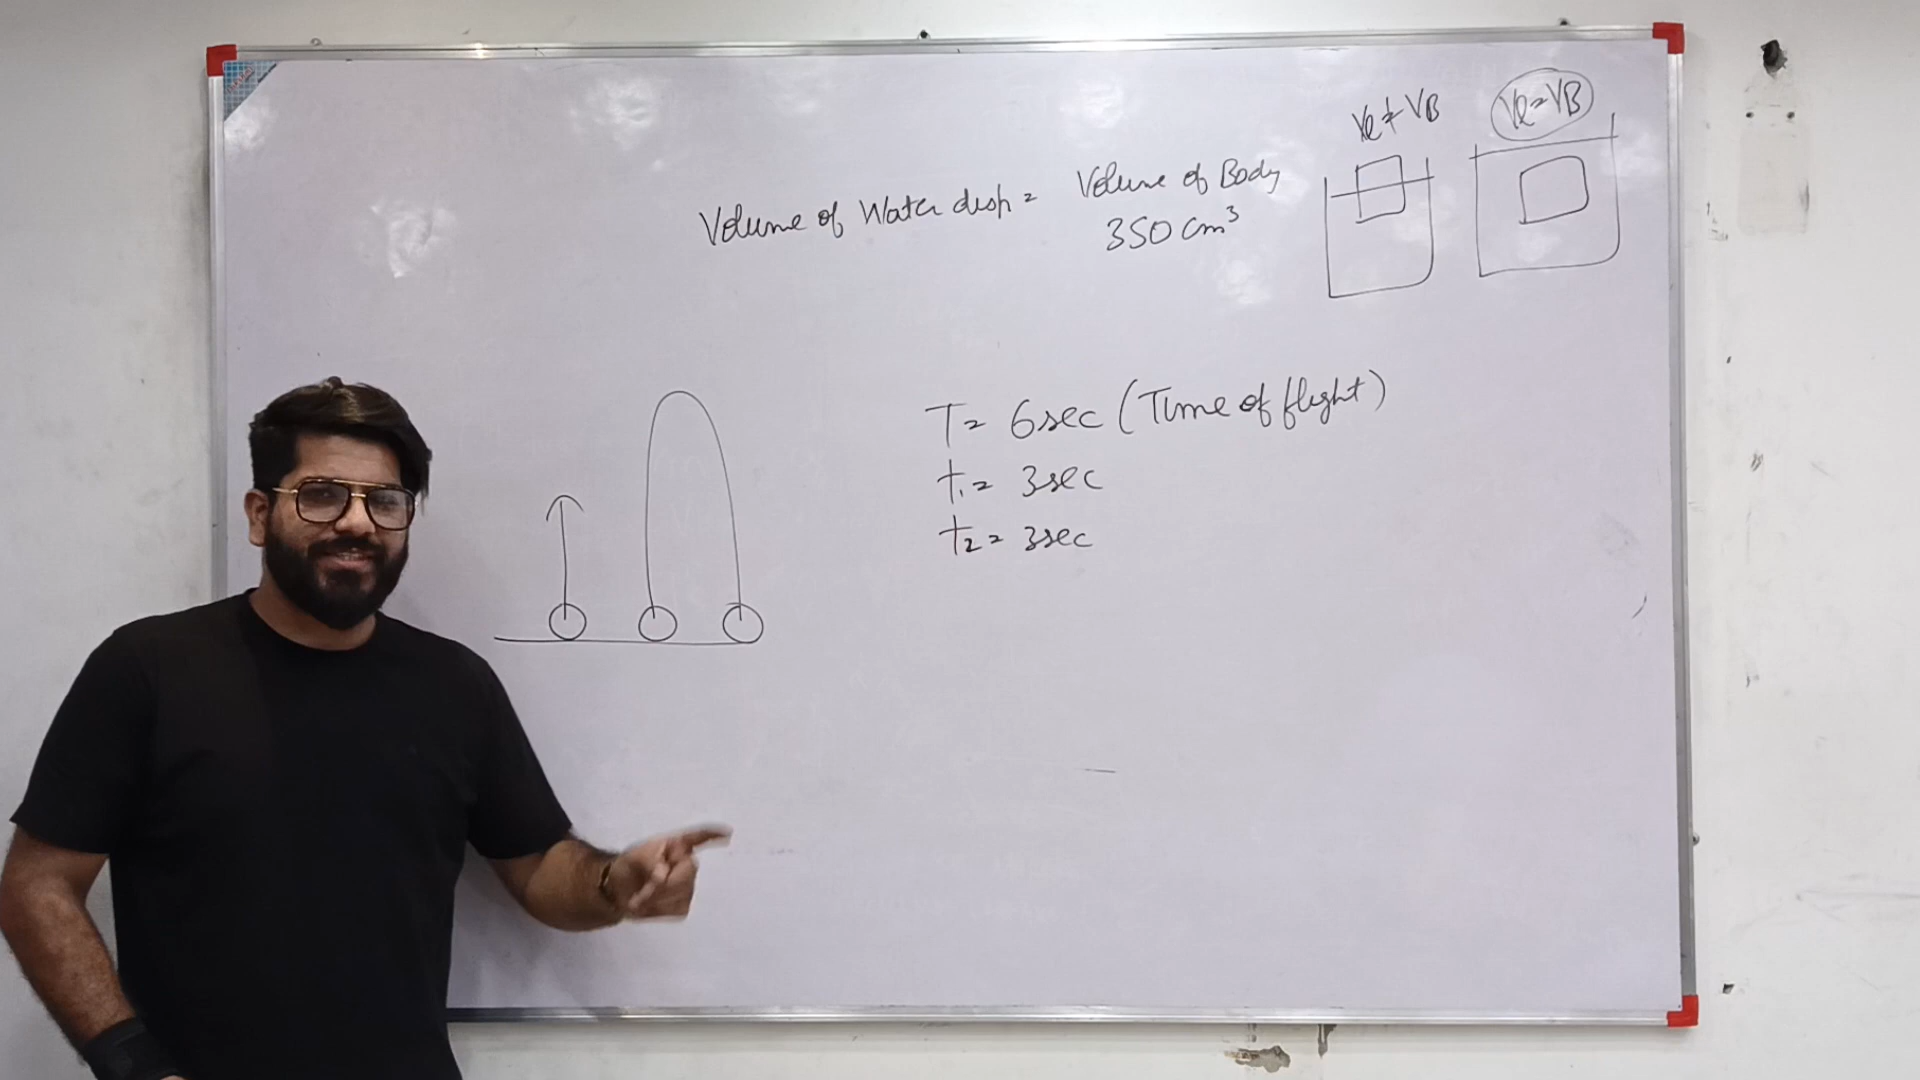 Ve ≠ VB
Ve = VB
Volume of Water disp = Volume of Body
350 cm³
T = 6sec (Time of flight)
t₁ = 3sec
t₂ = 3sec